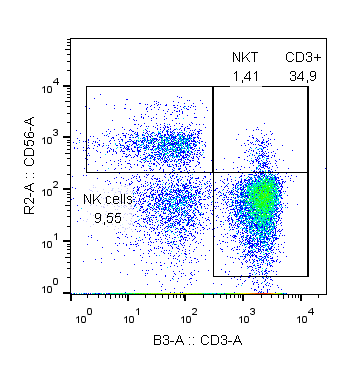 NKT CD3+
1,41 34,9
10^4
10^3
10^2
10^1
10^0
R2-A :: CD56-A
NK cells
9,55
10^0 10^1 10^2 10^3 10^4
B3-A :: CD3-A